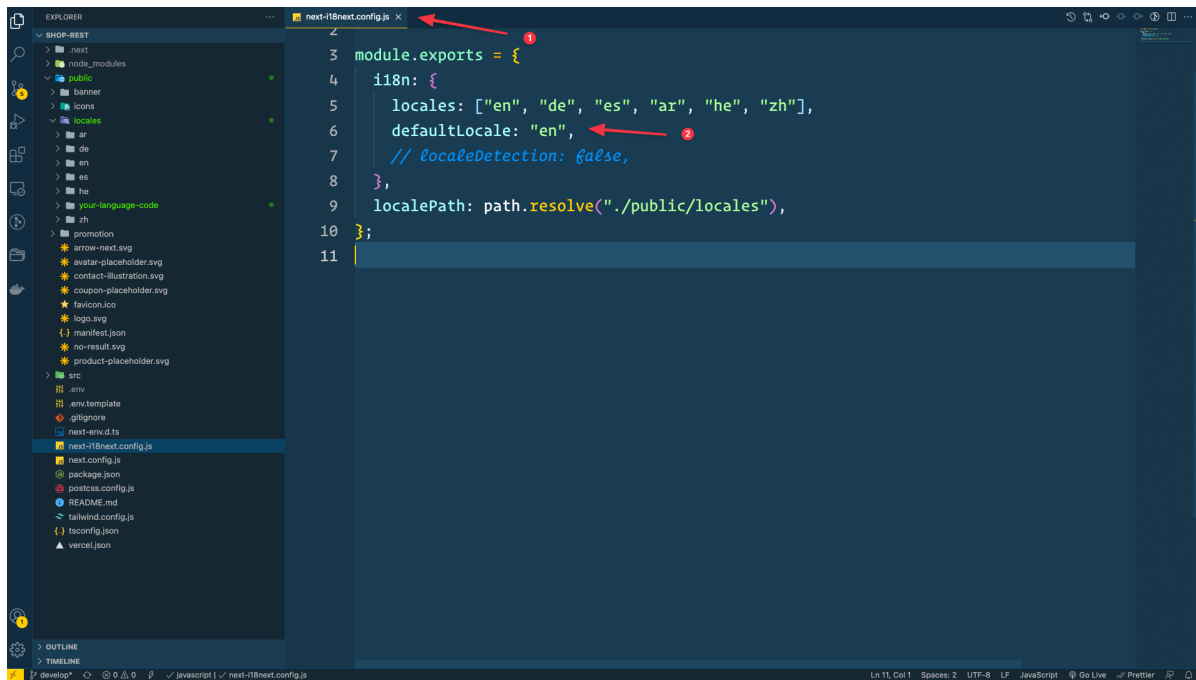 EXPLORER
next-i18next.config.js
1
SHOP-REST
.next
node_modules
public
banner
icons
locales
ar
de
en
es
he
your-language-code
zh
promotion
arrow-next.svg
avatar-placeholder.svg
contact-illustration.svg
coupon-placeholder.svg
favicon.ico
logo.svg
manifest.json
no-result.svg
product-placeholder.svg
src
.env
.env.template
.gitignore
next-env.d.ts
next-i18next.config.js
next.config.js
package.json
postcss.config.js
README.md
tailwind.config.js
tsconfig.json
vercel.json
OUTLINE
TIMELINE
5
1
2
3 module.exports = {
4 i18n: {
5 locales: ["en", "de", "es", "ar", "he", "zh"],
6 defaultLocale: "en",
2
7 // localeDetection: false,
8 },
9 localePath: path.resolve("./public/locales"),
10 };
11
develop* 0 0 javascript | next-i18next.config.js Ln 11, Col 1 Spaces: 2 UTF-8 LF JavaScript Go Live Prettier